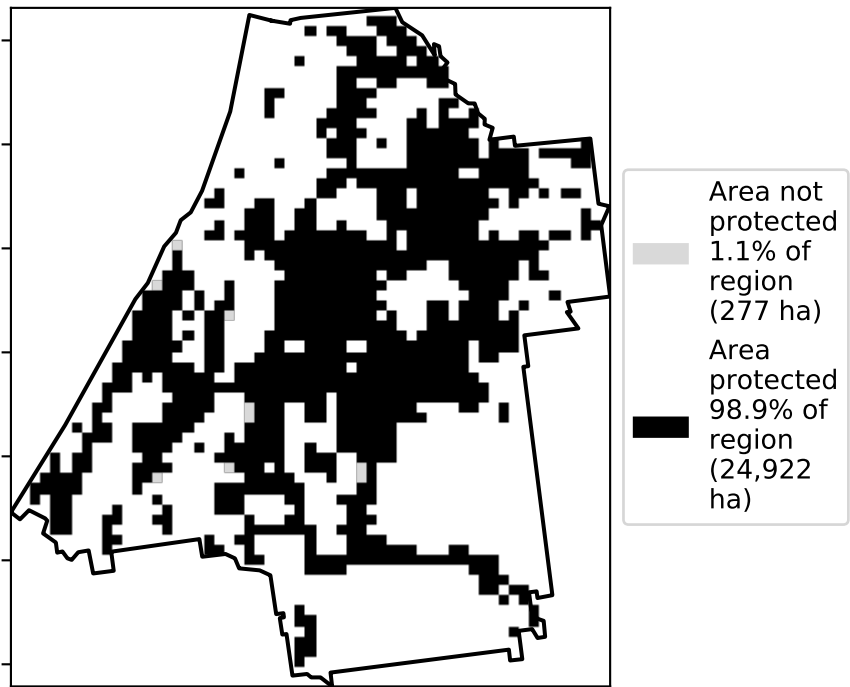 Area not
protected
1.1% of
region
(277 ha)
Area
protected
98.9% of
region
(24,922
ha)